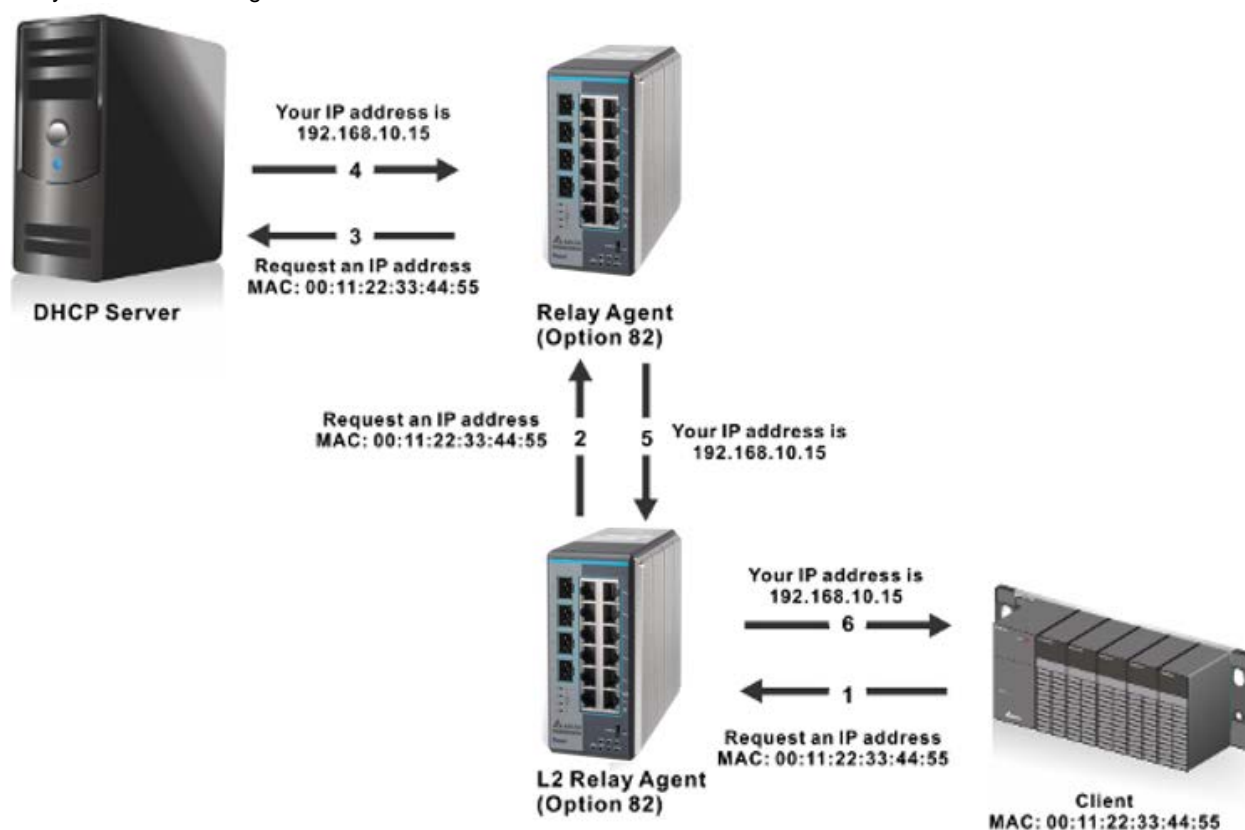 Your IP address is
192.168.10.15
4
3
Request an IP address
MAC: 00:11:22:33:44:55
DHCP Server
Relay Agent
(Option 82)
Request an IP address
MAC: 00:11:22:33:44:55
2
5
Your IP address is
192.168.10.15
Your IP address is
192.168.10.15
6
1
Request an IP address
MAC: 00:11:22:33:44:55
L2 Relay Agent
(Option 82)
Client
MAC: 00:11:22:33:44:55